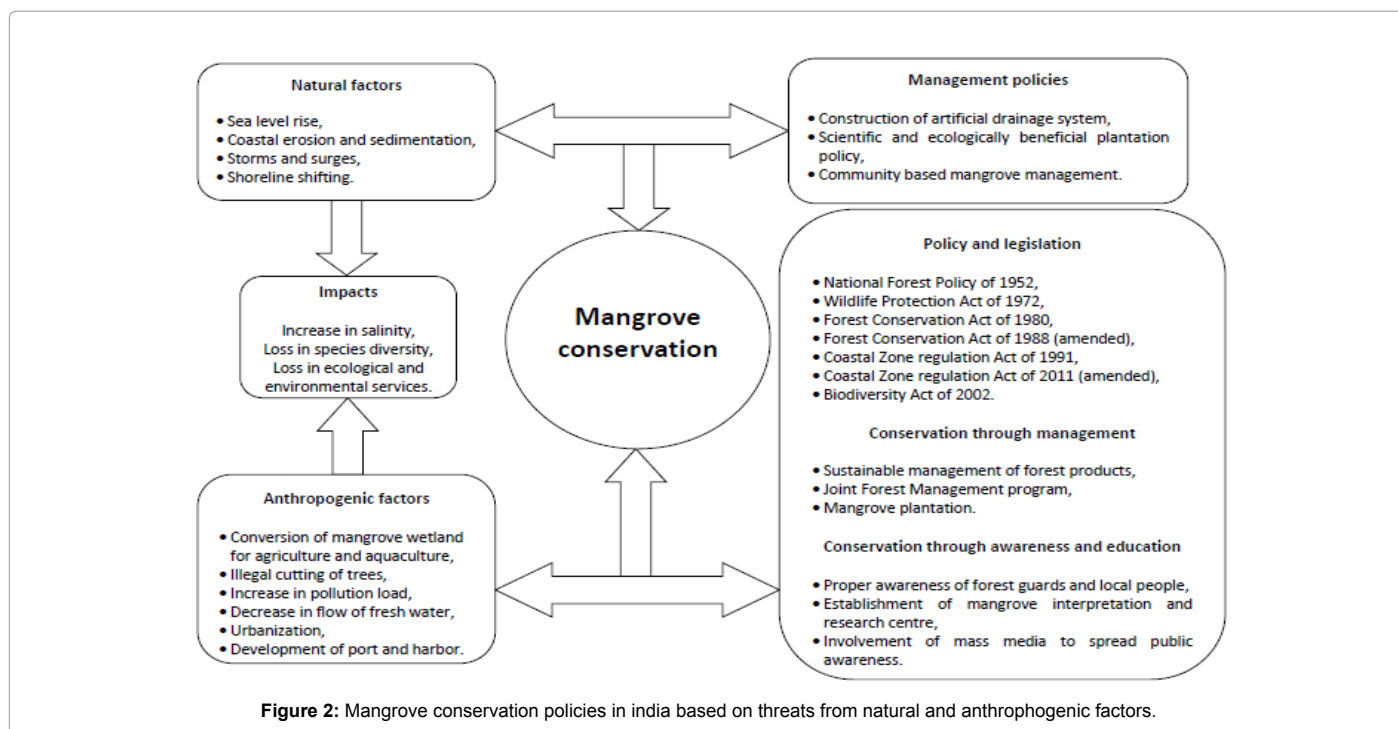 Natural factors
• Sea level rise,
• Coastal erosion and sedimentation,
• Storms and surges,
• Shoreline shifting.
Management policies
• Construction of artificial drainage system,
• Scientific and ecologically beneficial plantation
policy,
• Community based mangrove management.
Impacts
Increase in salinity,
Loss in species diversity,
Loss in ecological and
environmental services.
Mangrove
conservation
Policy and legislation
• National Forest Policy of 1952,
• Wildlife Protection Act of 1972,
• Forest Conservation Act of 1980,
• Forest Conservation Act of 1988 (amended),
• Coastal Zone regulation Act of 1991,
• Coastal Zone regulation Act of 2011 (amended),
• Biodiversity Act of 2002.
Conservation through management
• Sustainable management of forest products,
• Joint Forest Management program,
• Mangrove plantation.
Conservation through awareness and education
• Proper awareness of forest guards and local people,
• Establishment of mangrove interpretation and
research centre,
• Involvement of mass media to spread public
awareness.
Anthropogenic factors
• Conversion of mangrove wetland
for agriculture and aquaculture,
• Illegal cutting of trees,
• Increase in pollution load,
• Decrease in flow of fresh water,
• Urbanization,
• Development of port and harbor.
Figure 2: Mangrove conservation policies in india based on threats from natural and anthrophogenic factors.